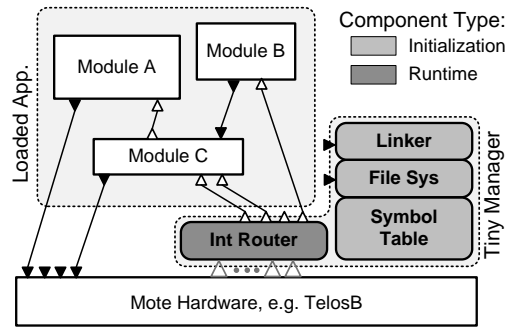 Component Type:
Initialization
Runtime
Loaded App.
Module A
Module B
Module C
Linker
File Sys
Symbol
Table
Tiny Manager
Int Router
Mote Hardware, e.g. TelosB